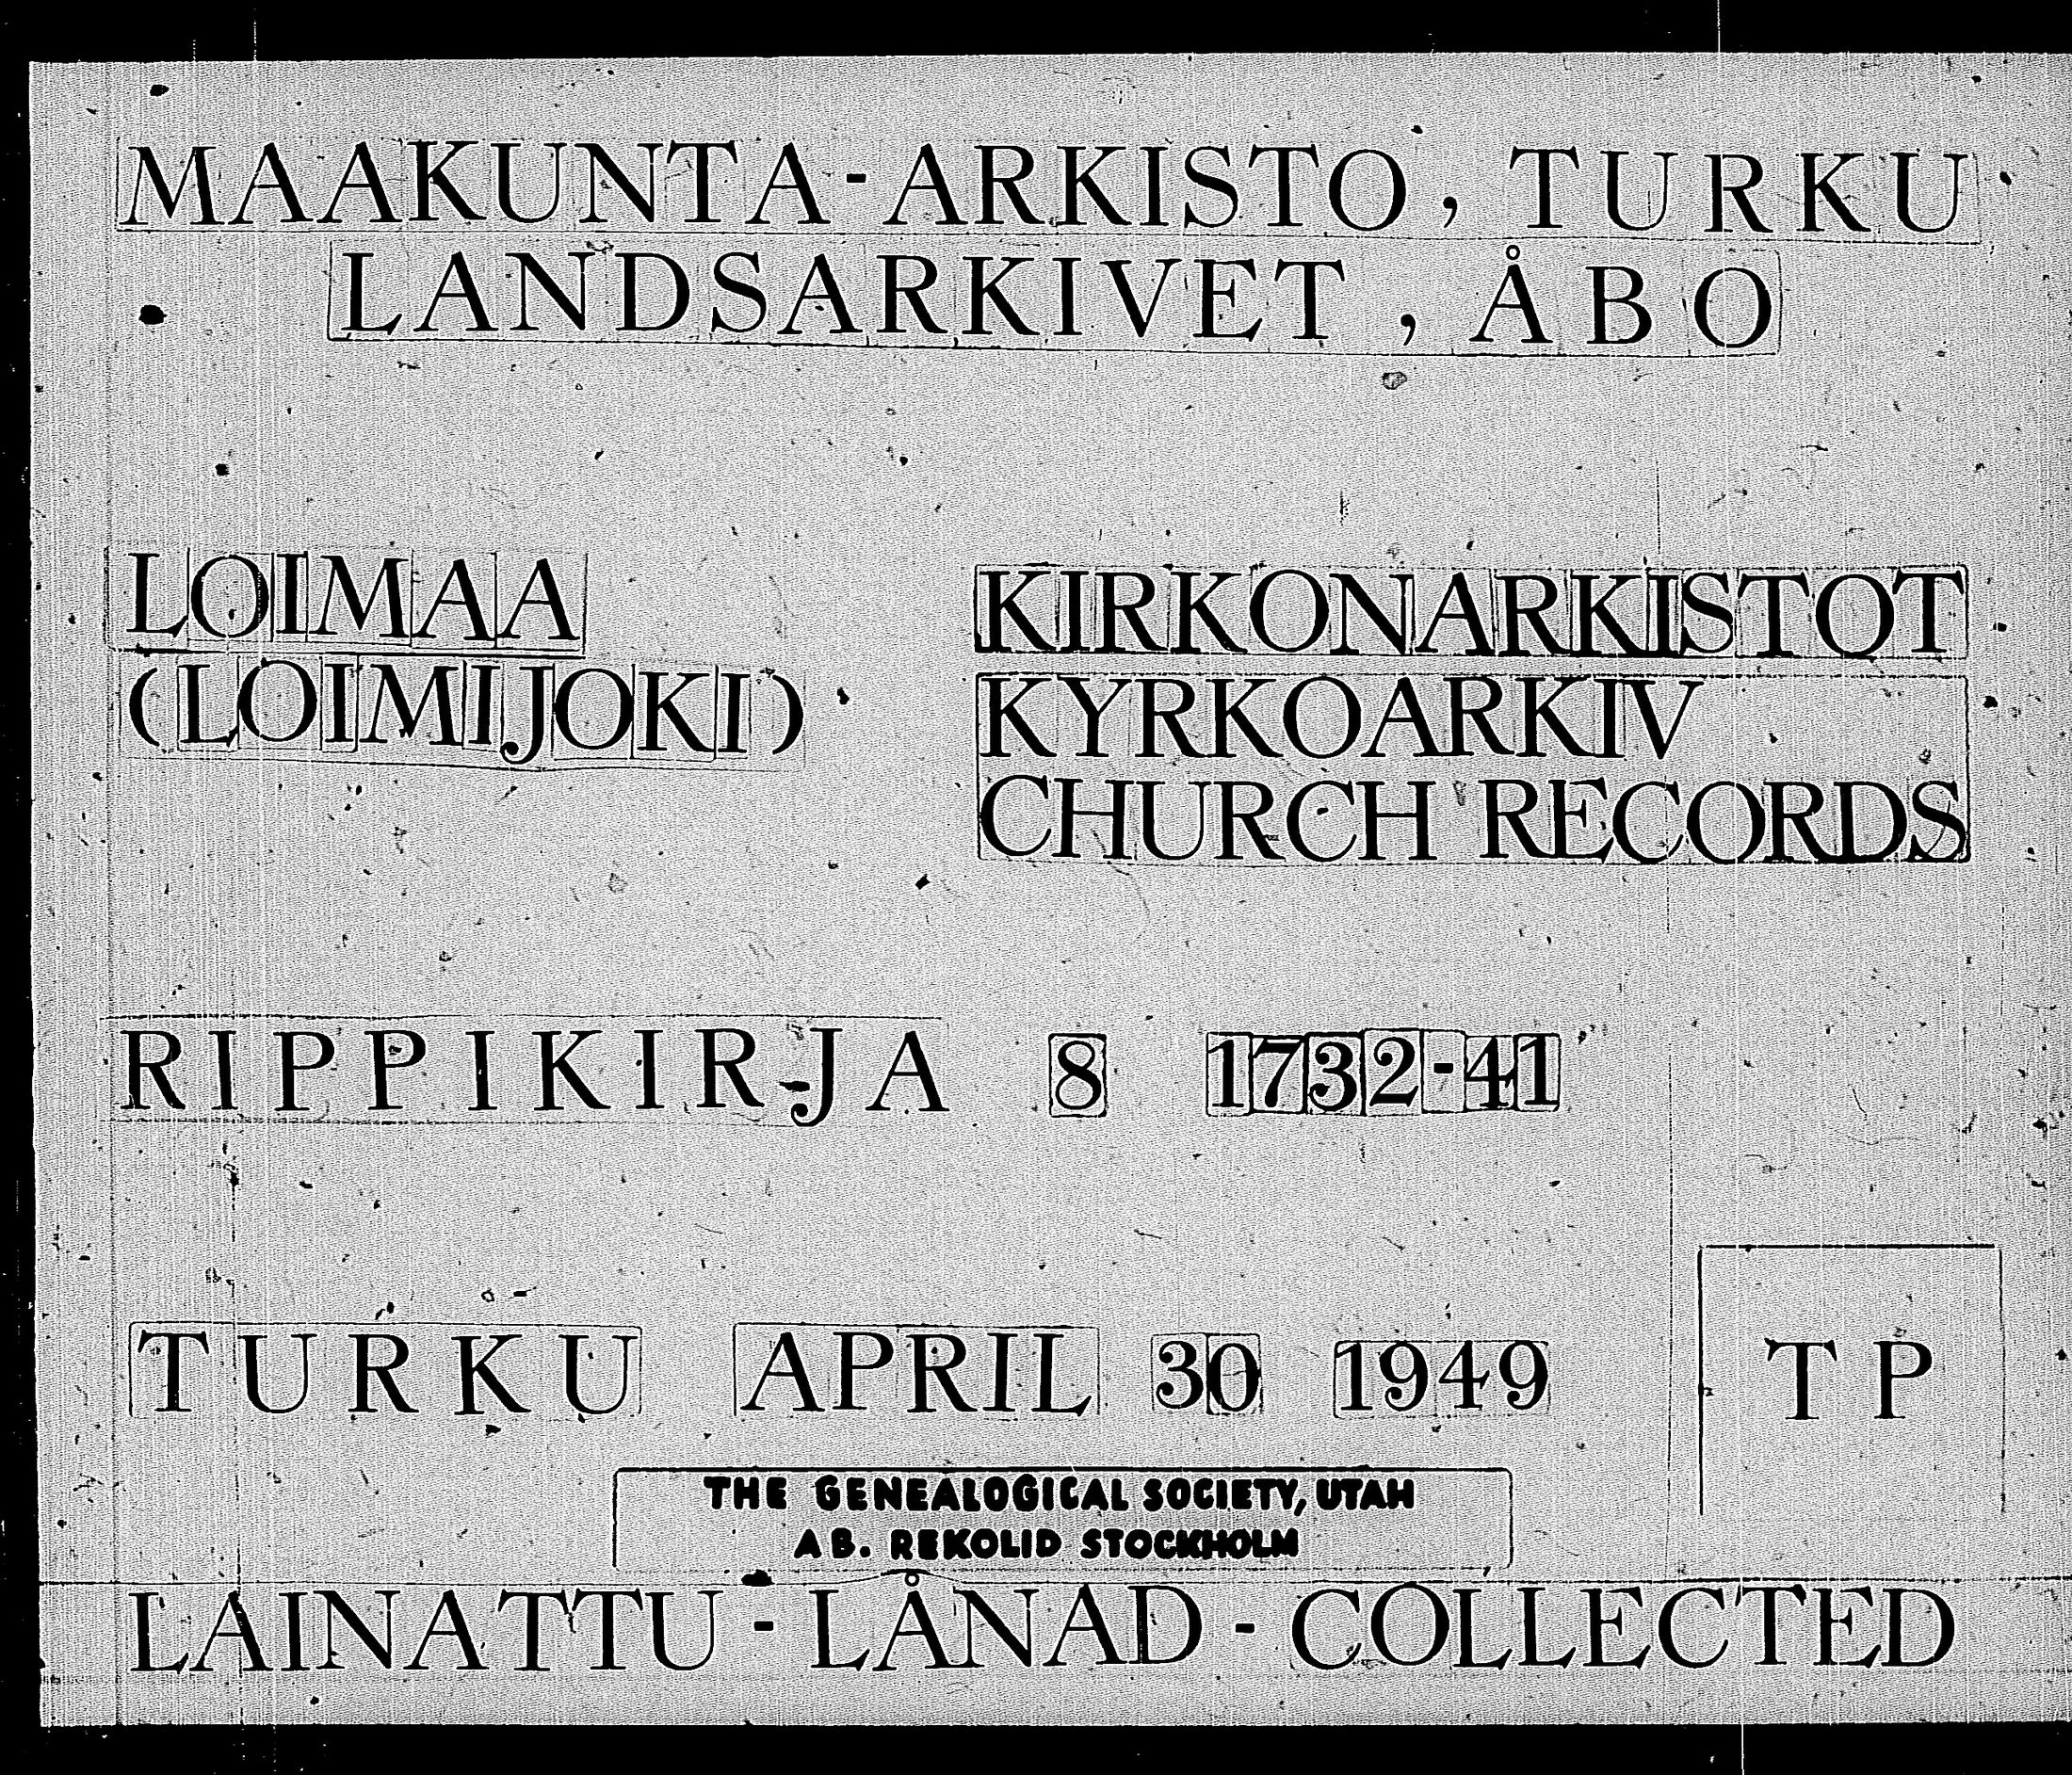 MAAKUNTA-ARKISTO, TURKU
LANDSARKIVET, ÅBO
LOIMAA
(LOIMIJOKI)
KIRKONARKISTOT
KYRKOARKIV
CHURCH RECORDS
RIPPIKIRJA 8 1732-41
TURKU APRIL 30 1949
TP
THE GENEALOGICAL SOCIETY, UTAH
AB. REKOLID STOCKHOLM
LAINATTU - LÅNAD - COLLECTED